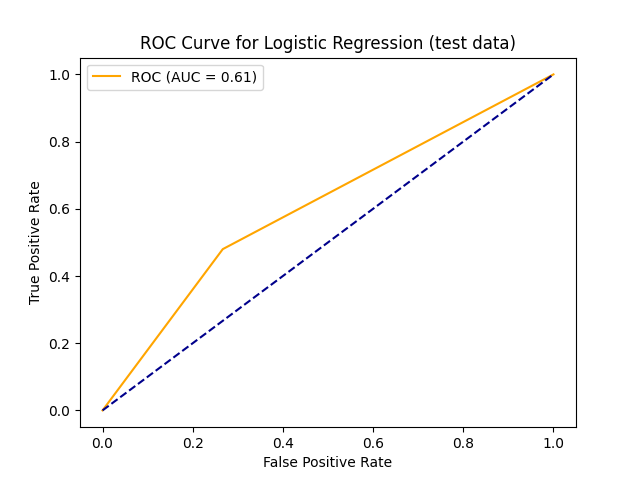 ROC Curve for Logistic Regression (test data)
ROC (AUC = 0.61)
True Positive Rate
1.0
0.8
0.6
0.4
0.2
0.0
0.0 0.2 0.4 0.6 0.8 1.0
False Positive Rate